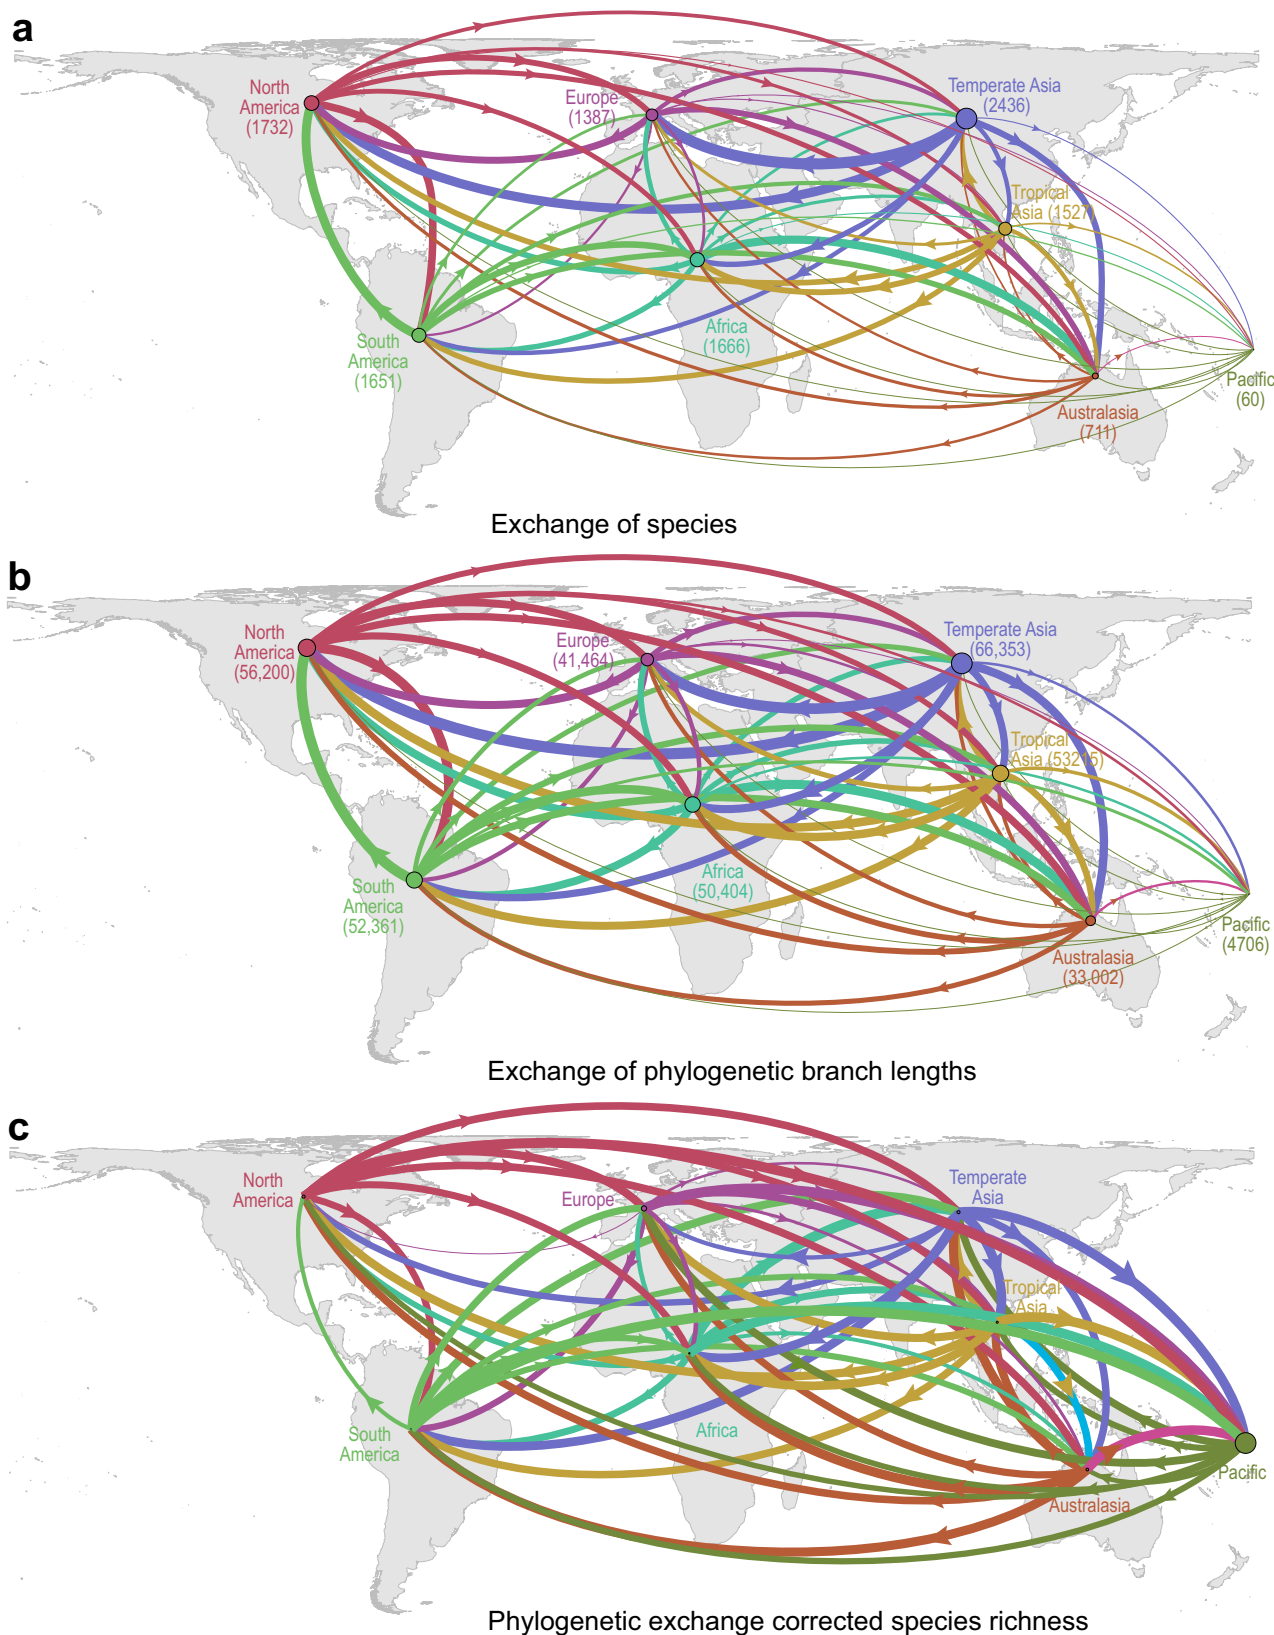 a
North
America
(1732)
Europe
(1387)
Temperate Asia
(2436)
Tropical
Asia (1527)
South
America
(1651)
Africa
(1666)
Australasia
(711)
Pacific
(60)
Exchange of species
b
North
America
(56,200)
Europe
(41,464)
Temperate Asia
(66,353)
Tropical
Asia (53215)
South
America
(52,361)
Africa
(50,404)
Australasia
(33,002)
Pacific
(4706)
Exchange of phylogenetic branch lengths
c
North
America
Europe
Temperate
Asia
Tropical
Asia
South
America
Africa
Australasia
Pacific
Phylogenetic exchange corrected species richness